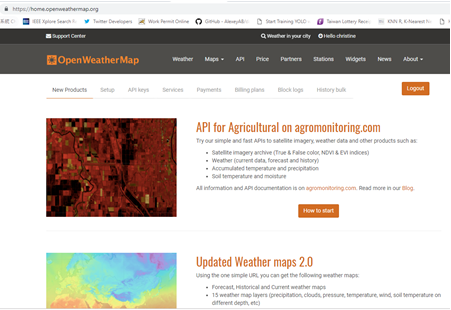 https://home.openweathermap.org
IEEE Xplore Search R
Twitter Developers
Work Permit Online
GitHub - AlexeyAB
Start Training YOLO
Taiwan Lottery Reco
KNN R, K-Nearest N
Support Center
Weather in your city
Hello christine
OpenWeatherMap
Weather Maps API Price Partners Stations Widgets News About
New Products Setup API keys Services Payments Billing plans Block logs History bulk
Logout
API for Agricultural on agromonitoring.com
Try our simple and fast APIs to satellite imagery, weather data and other products such as:
Satellite imagery archive (True & False color, NDVI & EVI indices)
Weather (current data, forecast and history)
Accumulated temperature and precipitation
Soil temperature and moisture
All information and API documentation is on agromonitoring.com. Read more in our Blog.
How to start
Updated Weather maps 2.0
Using the one simple URL you can get the following weather maps:
Forecast, Historical and Current weather maps
15 weather map layers (precipitation, clouds, pressure, temperature, wind, soil temperature on
different depth, etc)